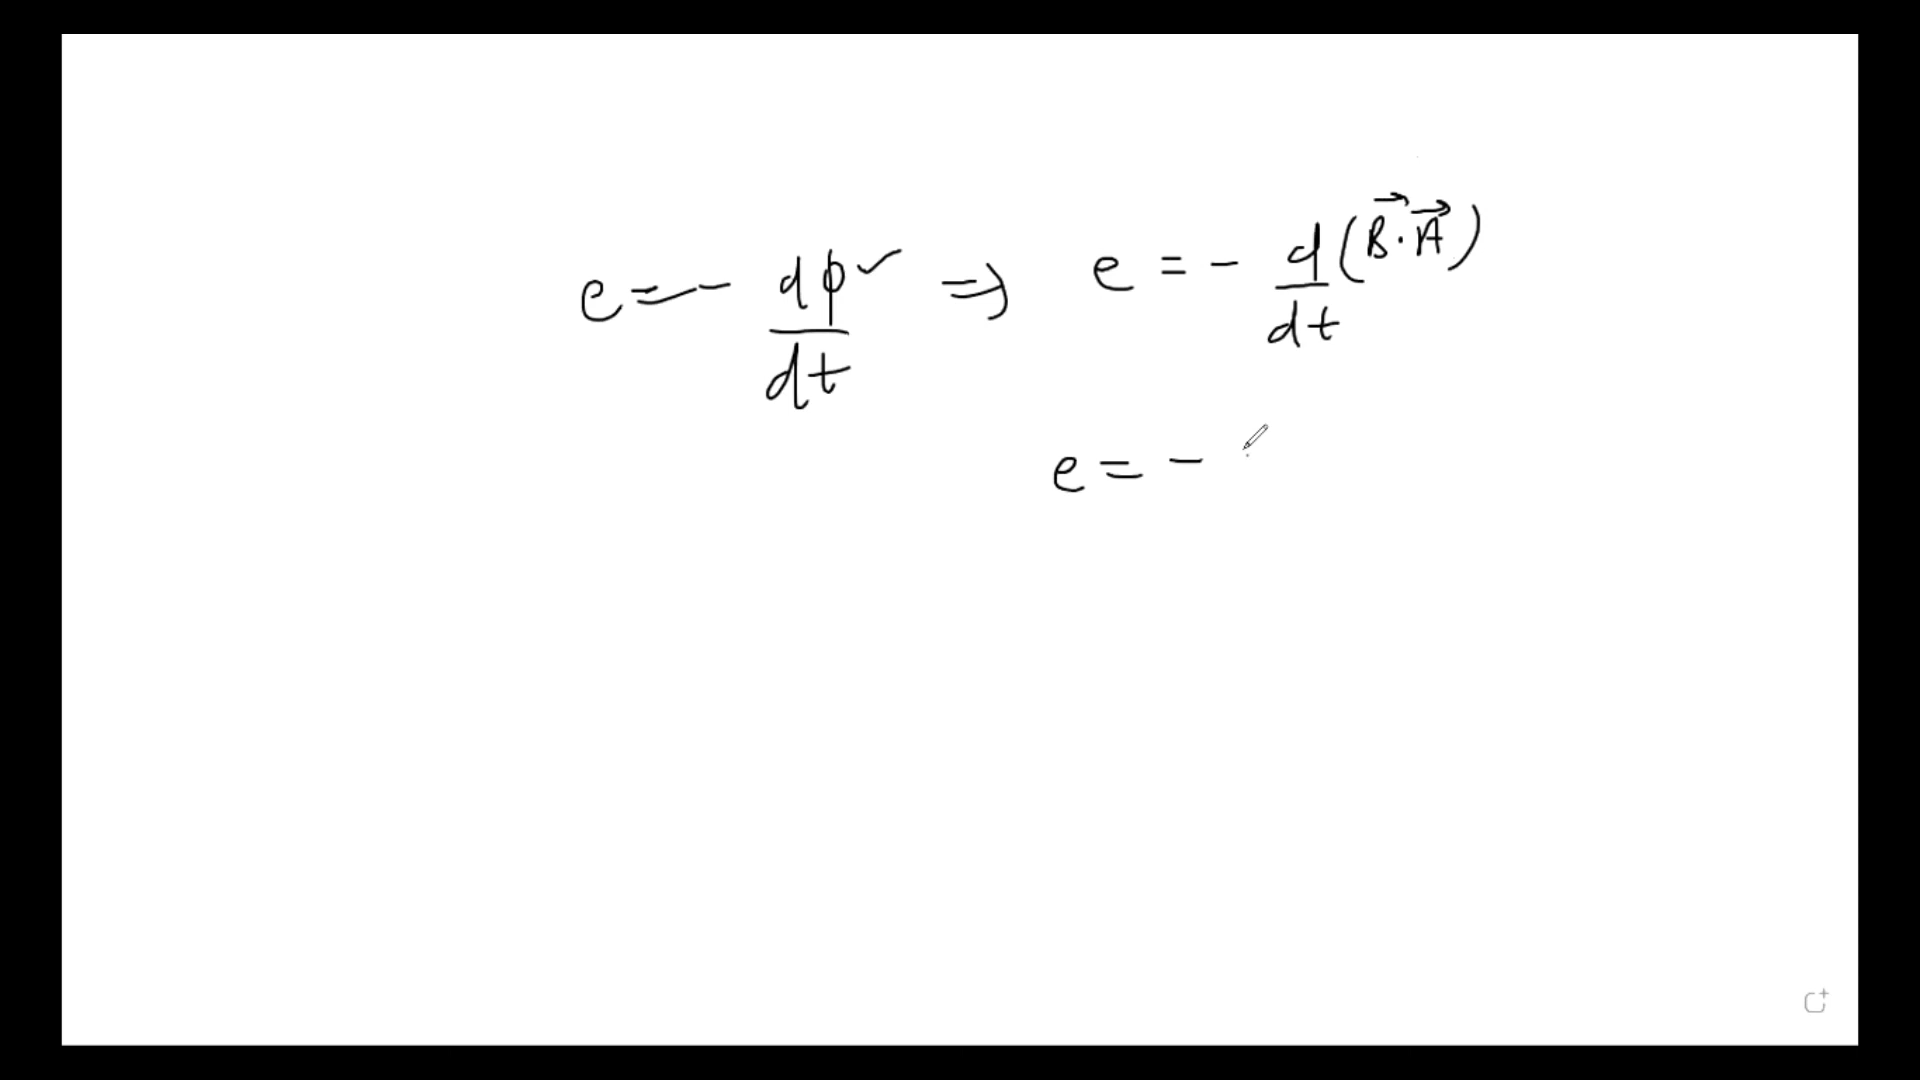 e = - dφ/dt ✓ ⇒ e = - d/dt (B⃗ · A⃗)
e = -